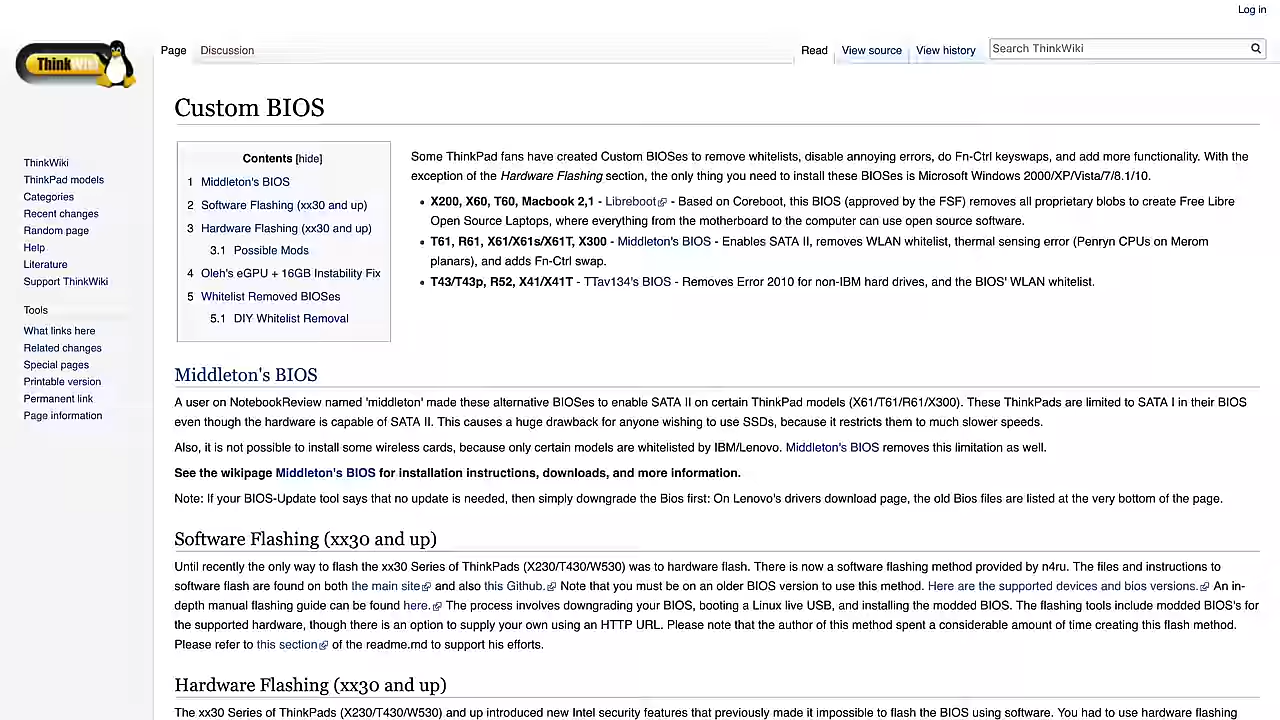 Log in
ThinkWiki
Page
Discussion
Read
View source
View history
Search ThinkWiki
Custom BIOS
ThinkWiki
ThinkPad models
Categories
Recent changes
Random page
Help
Literature
Support ThinkWiki
Tools
What links here
Related changes
Special pages
Printable version
Permanent link
Page information
Contents [hide]
1 Middleton's BIOS
2 Software Flashing (xx30 and up)
3 Hardware Flashing (xx30 and up)
3.1 Possible Mods
4 Oleh's eGPU + 16GB Instability Fix
5 Whitelist Removed BIOSes
5.1 DIY Whitelist Removal
Some ThinkPad fans have created Custom BIOSes to remove whitelists, disable annoying errors, do Fn-Ctrl keyswaps, and add more functionality. With the
exception of the Hardware Flashing section, the only thing you need to install these BIOSes is Microsoft Windows 2000/XP/Vista/7/8.1/10.
• X200, X60, T60, Macbook 2,1 - Libreboot - Based on Coreboot, this BIOS (approved by the FSF) removes all proprietary blobs to create Free Libre
Open Source Laptops, where everything from the motherboard to the computer can use open source software.
• T61, R61, X61/X61s/X61T, X300 - Middleton's BIOS - Enables SATA II, removes WLAN whitelist, thermal sensing error (Penryn CPUs on Merom
planars), and adds Fn-Ctrl swap.
• T43/T43p, R52, X41/X41T - TTav134's BIOS - Removes Error 2010 for non-IBM hard drives, and the BIOS' WLAN whitelist.
Middleton's BIOS
A user on NotebookReview named 'middleton' made these alternative BIOSes to enable SATA II on certain ThinkPad models (X61/T61/R61/X300). These ThinkPads are limited to SATA I in their BIOS
even though the hardware is capable of SATA II. This causes a huge drawback for anyone wishing to use SSDs, because it restricts them to much slower speeds.
Also, it is not possible to install some wireless cards, because only certain models are whitelisted by IBM/Lenovo. Middleton's BIOS removes this limitation as well.
See the wikipage Middleton's BIOS for installation instructions, downloads, and more information.
Note: If your BIOS-Update tool says that no update is needed, then simply downgrade the Bios first: On Lenovo's drivers download page, the old Bios files are listed at the very bottom of the page.
Software Flashing (xx30 and up)
Until recently the only way to flash the xx30 Series of ThinkPads (X230/T430/W530) was to hardware flash. There is now a software flashing method provided by n4ru. The files and instructions to
software flash are found on both the main site and also this Github. Note that you must be on an older BIOS version to use this method. Here are the supported devices and bios versions. An in-
depth manual flashing guide can be found here. The process involves downgrading your BIOS, booting a Linux live USB, and installing the modded BIOS. The flashing tools include modded BIOS's for
the supported hardware, though there is an option to supply your own using an HTTP URL. Please note that the author of this method spent a considerable amount of time creating this flash method.
Please refer to this section of the readme.md to support his efforts.
Hardware Flashing (xx30 and up)
The xx30 Series of ThinkPads (X230/T430/W530) and up introduced new Intel security features that previously made it impossible to flash the BIOS using software. You had to use hardware flashing